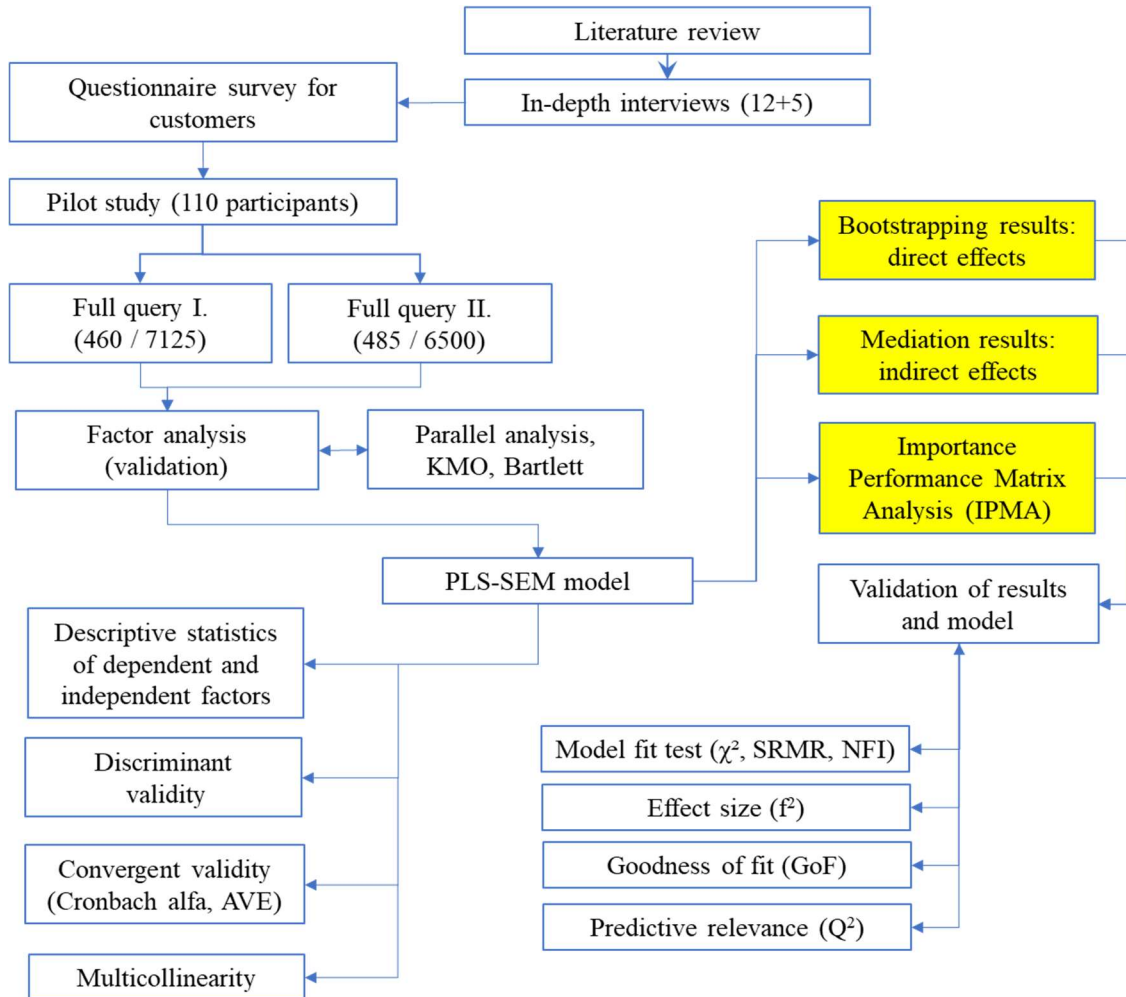 Literature review
In-depth interviews (12+5)
Questionnaire survey for
customers
Pilot study (110 participants)
Full query I.
(460 / 7125)
Full query II.
(485 / 6500)
Factor analysis
(validation)
Parallel analysis,
KMO, Bartlett
PLS-SEM model
Descriptive statistics
of dependent and
independent factors
Discriminant
validity
Convergent validity
(Cronbach alfa, AVE)
Multicollinearity
Bootstrapping results:
direct effects
Mediation results:
indirect effects
Importance
Performance Matrix
Analysis (IPMA)
Validation of results
and model
Model fit test (χ², SRMR, NFI)
Effect size (f²)
Goodness of fit (GoF)
Predictive relevance (Q²)